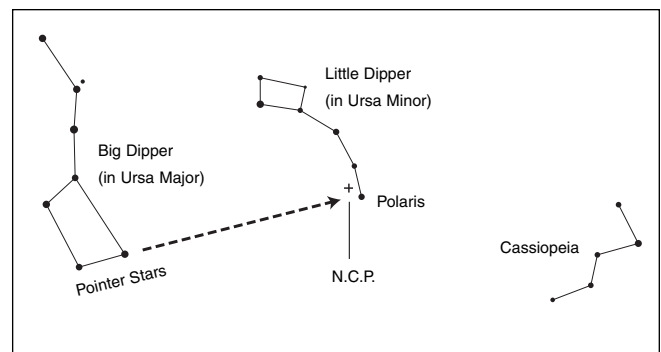 Little Dipper
(in Ursa Minor)
Big Dipper
(in Ursa Major)
Polaris
Cassiopeia
Pointer Stars
N.C.P.